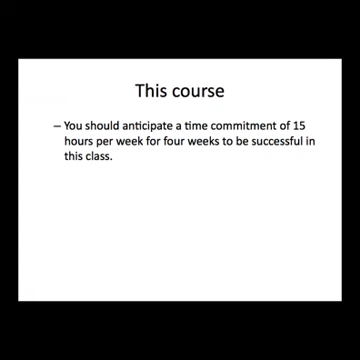 This course
– You should anticipate a time commitment of 15
hours per week for four weeks to be successful in
this class.